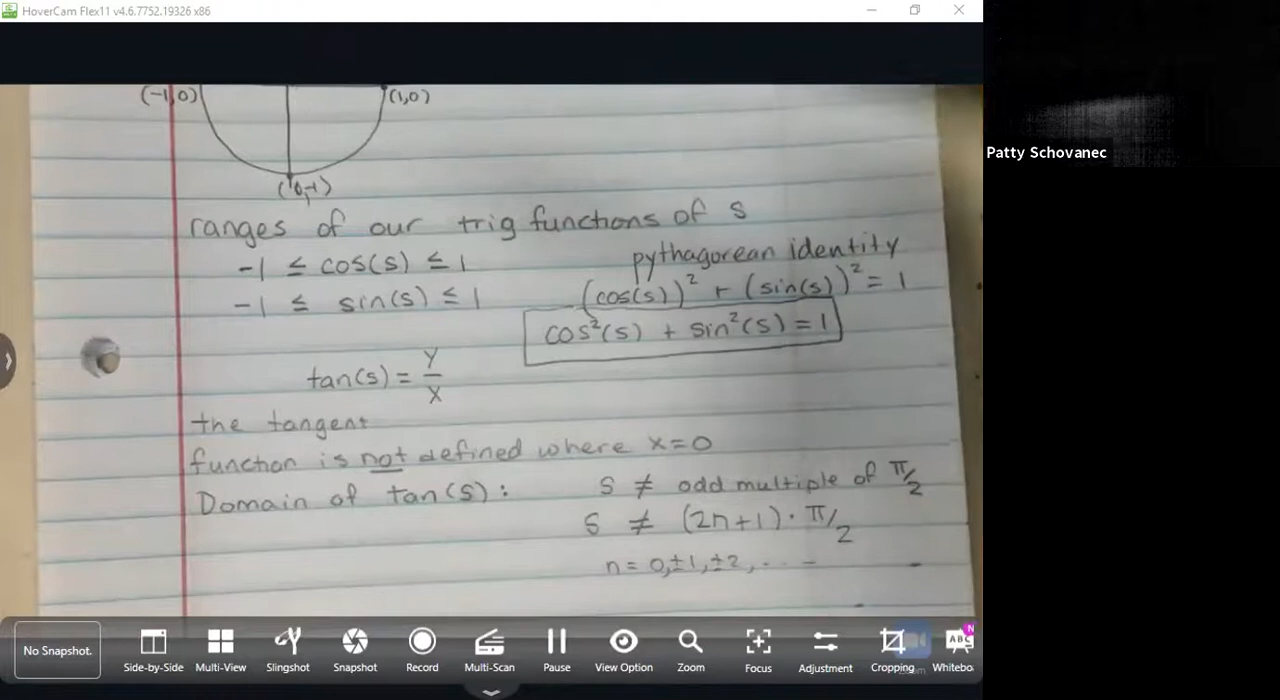 HoverCam Flex11 v4.6.7752.19326 x86
(-1,0)
(1,0)
(0,-1)
ranges of our trig functions of s
-1 ≤ cos(s) ≤ 1
-1 ≤ sin(s) ≤ 1
pythagorean identity
(cos(s))² + (sin(s))² = 1
cos²(s) + sin²(s) = 1
tan(s) = Y/X
the tangent
function is not defined where x=0
Domain of tan(s):
s ≠ odd multiple of π/2
s ≠ (2n+1) · π/2
n = 0, ±1, ±2, . . -
Patty Schovanec
No Snapshot.
Side-by-Side
Multi-View
Slingshot
Snapshot
Record
Multi-Scan
Pause
View Option
Zoom
Focus
Adjustment
Cropping
ABC
N
Whiteboa